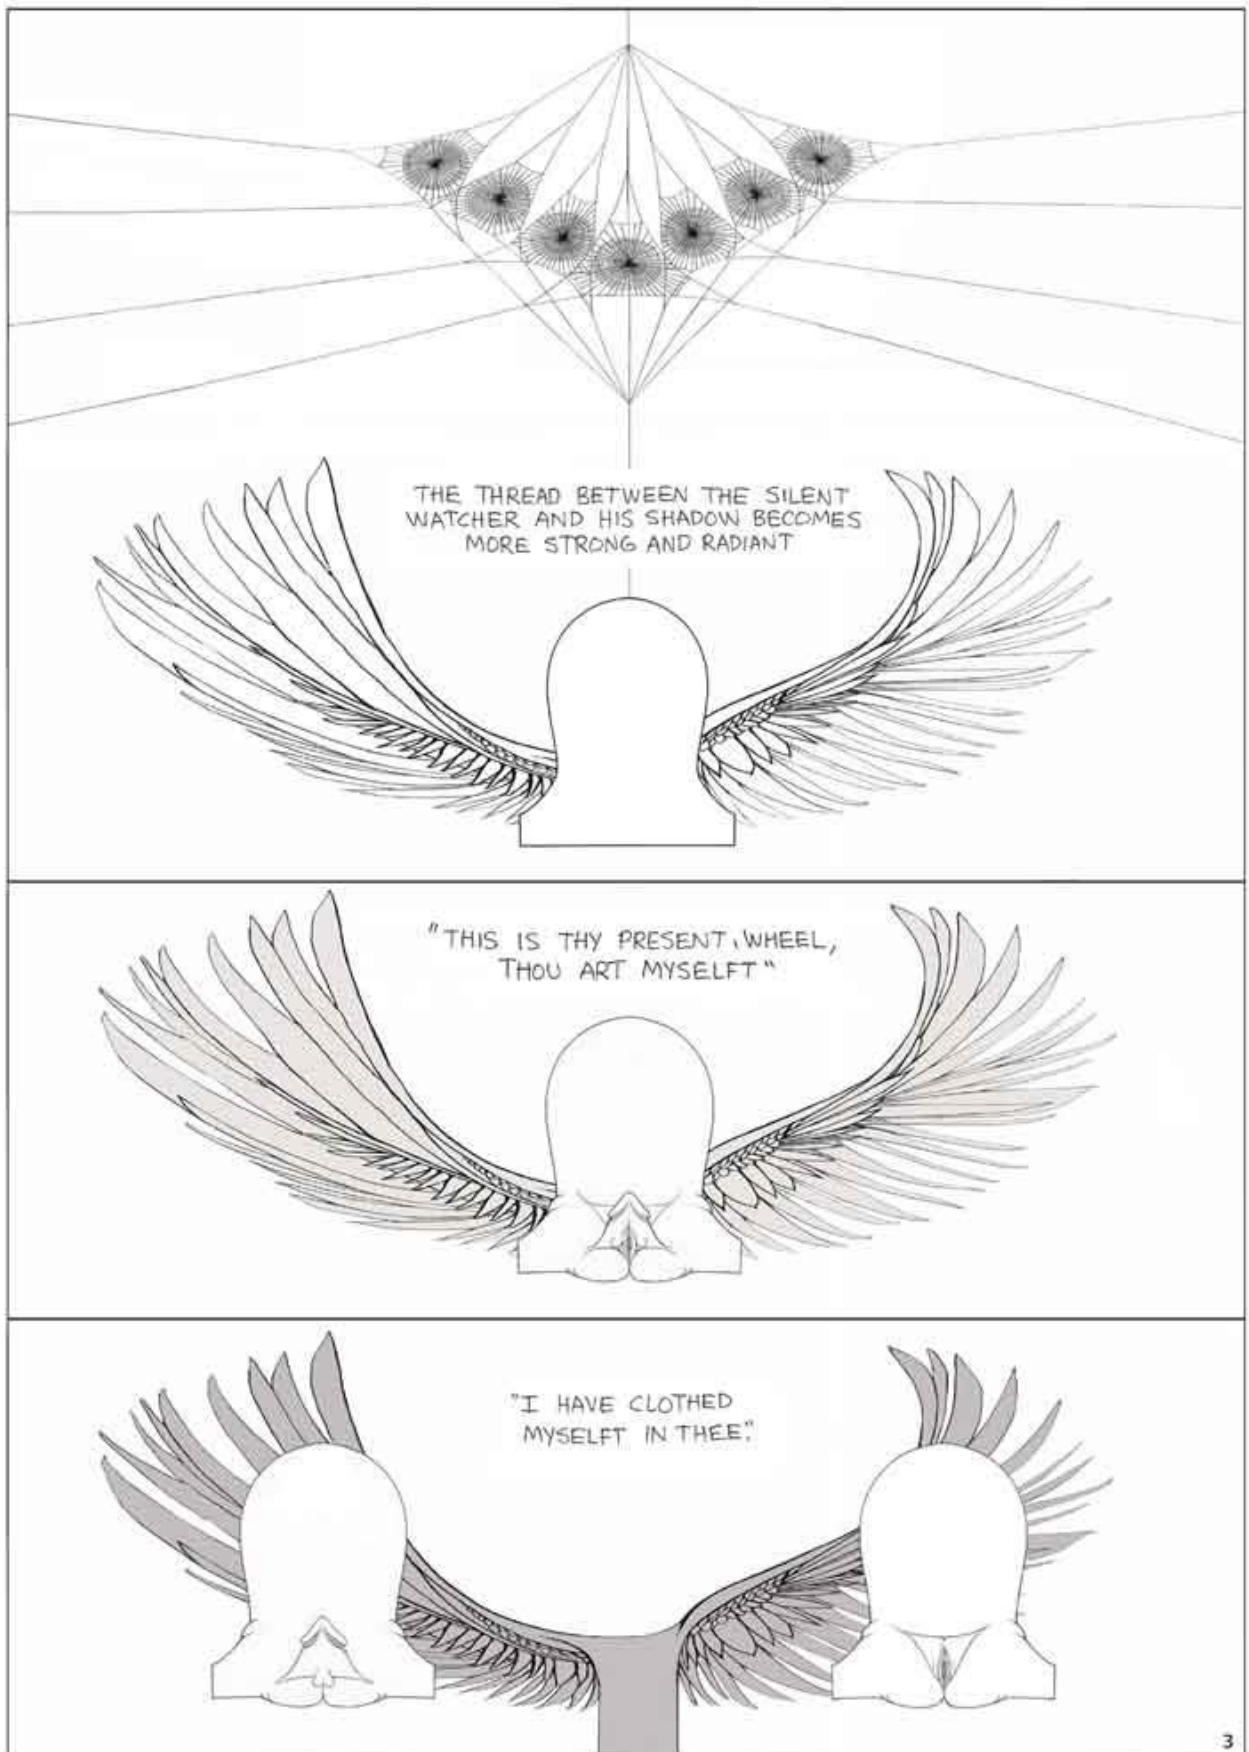 THE THREAD BETWEEN THE SILENT
WATCHER AND HIS SHADOW BECOMES
MORE STRONG AND RADIANT
"THIS IS THY PRESENT, WHEEL,
THOU ART MYSELFT"
"I HAVE CLOTHED
MYSELFT IN THEE."
3